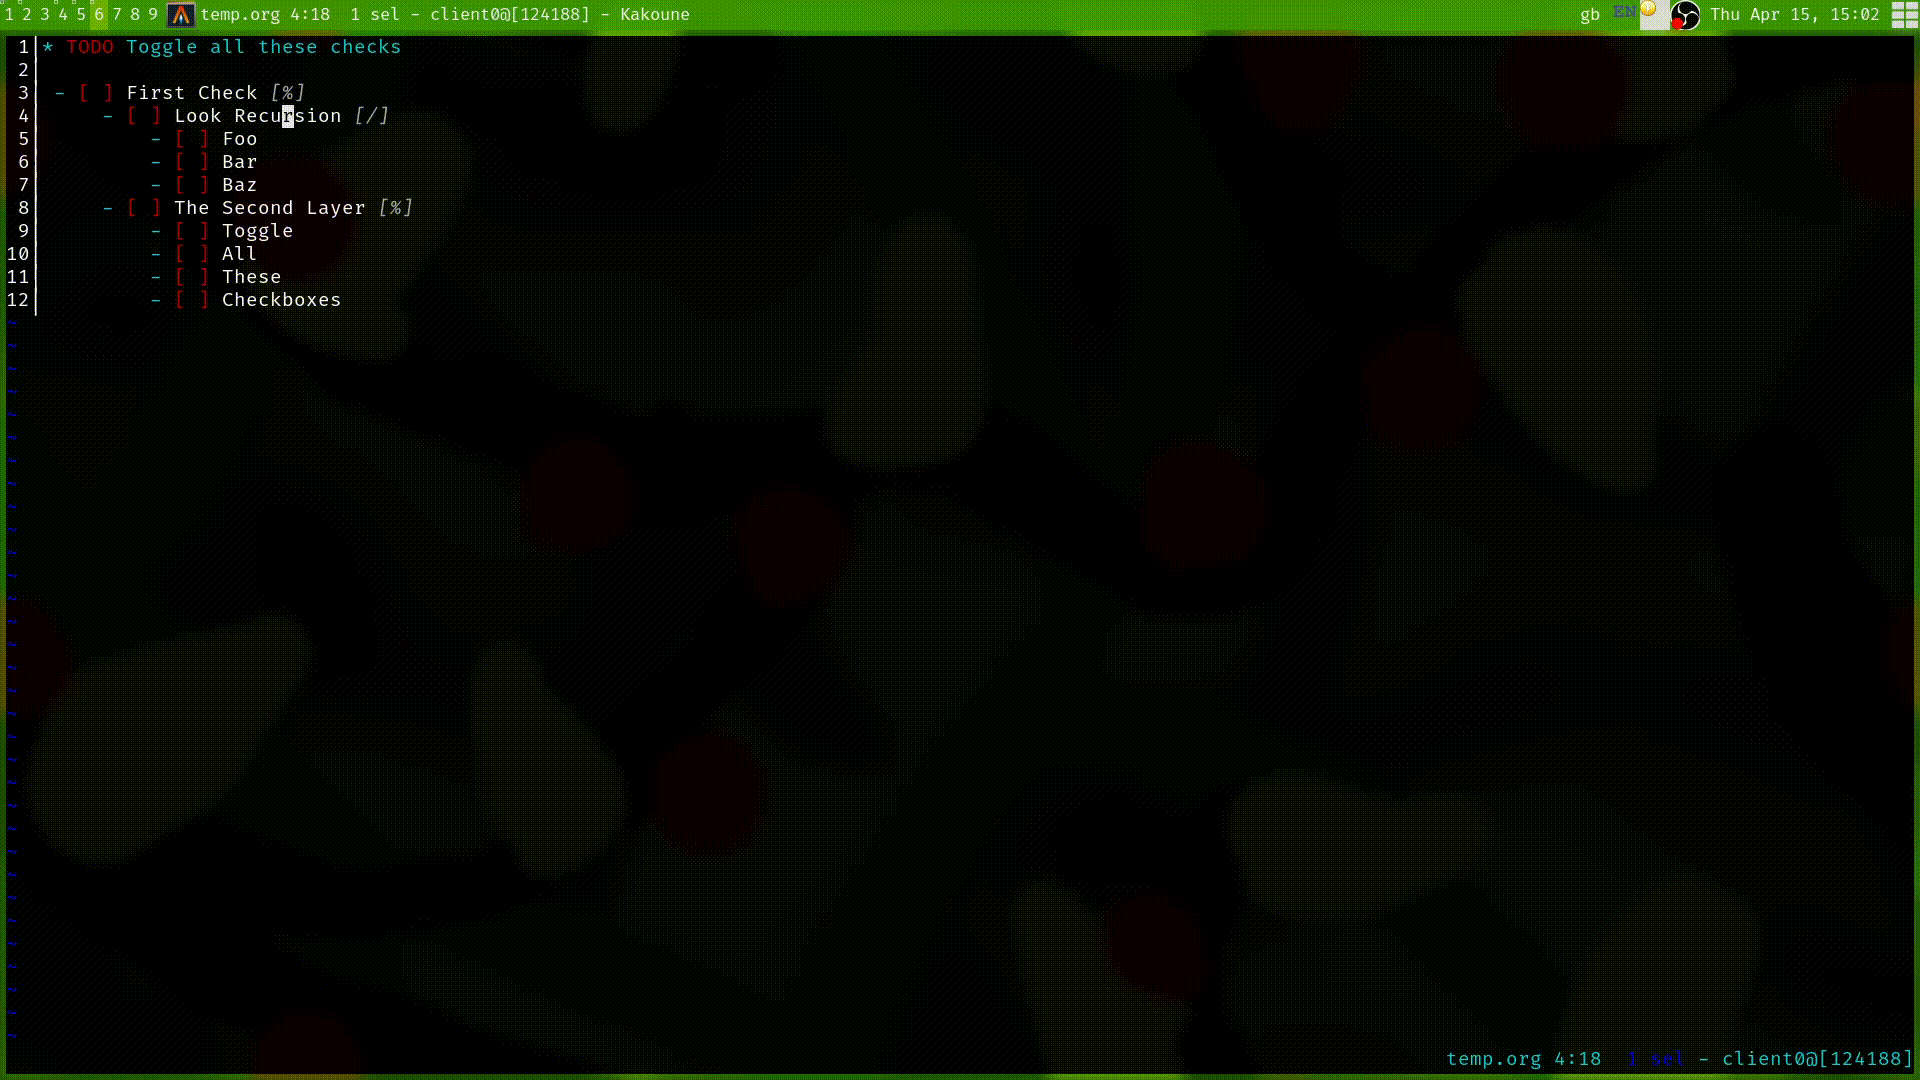 1 2 3 4 5 6 7 8 9 temp.org 4:18 1 sel - client0@[124188] - Kakoune gb EN Thu Apr 15, 15:02
1 * TODO Toggle all these checks
2
3 - [ ] First Check [%]
4 - [ ] Look Recursion [/]
5 - [ ] Foo
6 - [ ] Bar
7 - [ ] Baz
8 - [ ] The Second Layer [%]
9 - [ ] Toggle
10 - [ ] All
11 - [ ] These
12 - [ ] Checkboxes
temp.org 4:18 1 sel - client0@[124188]